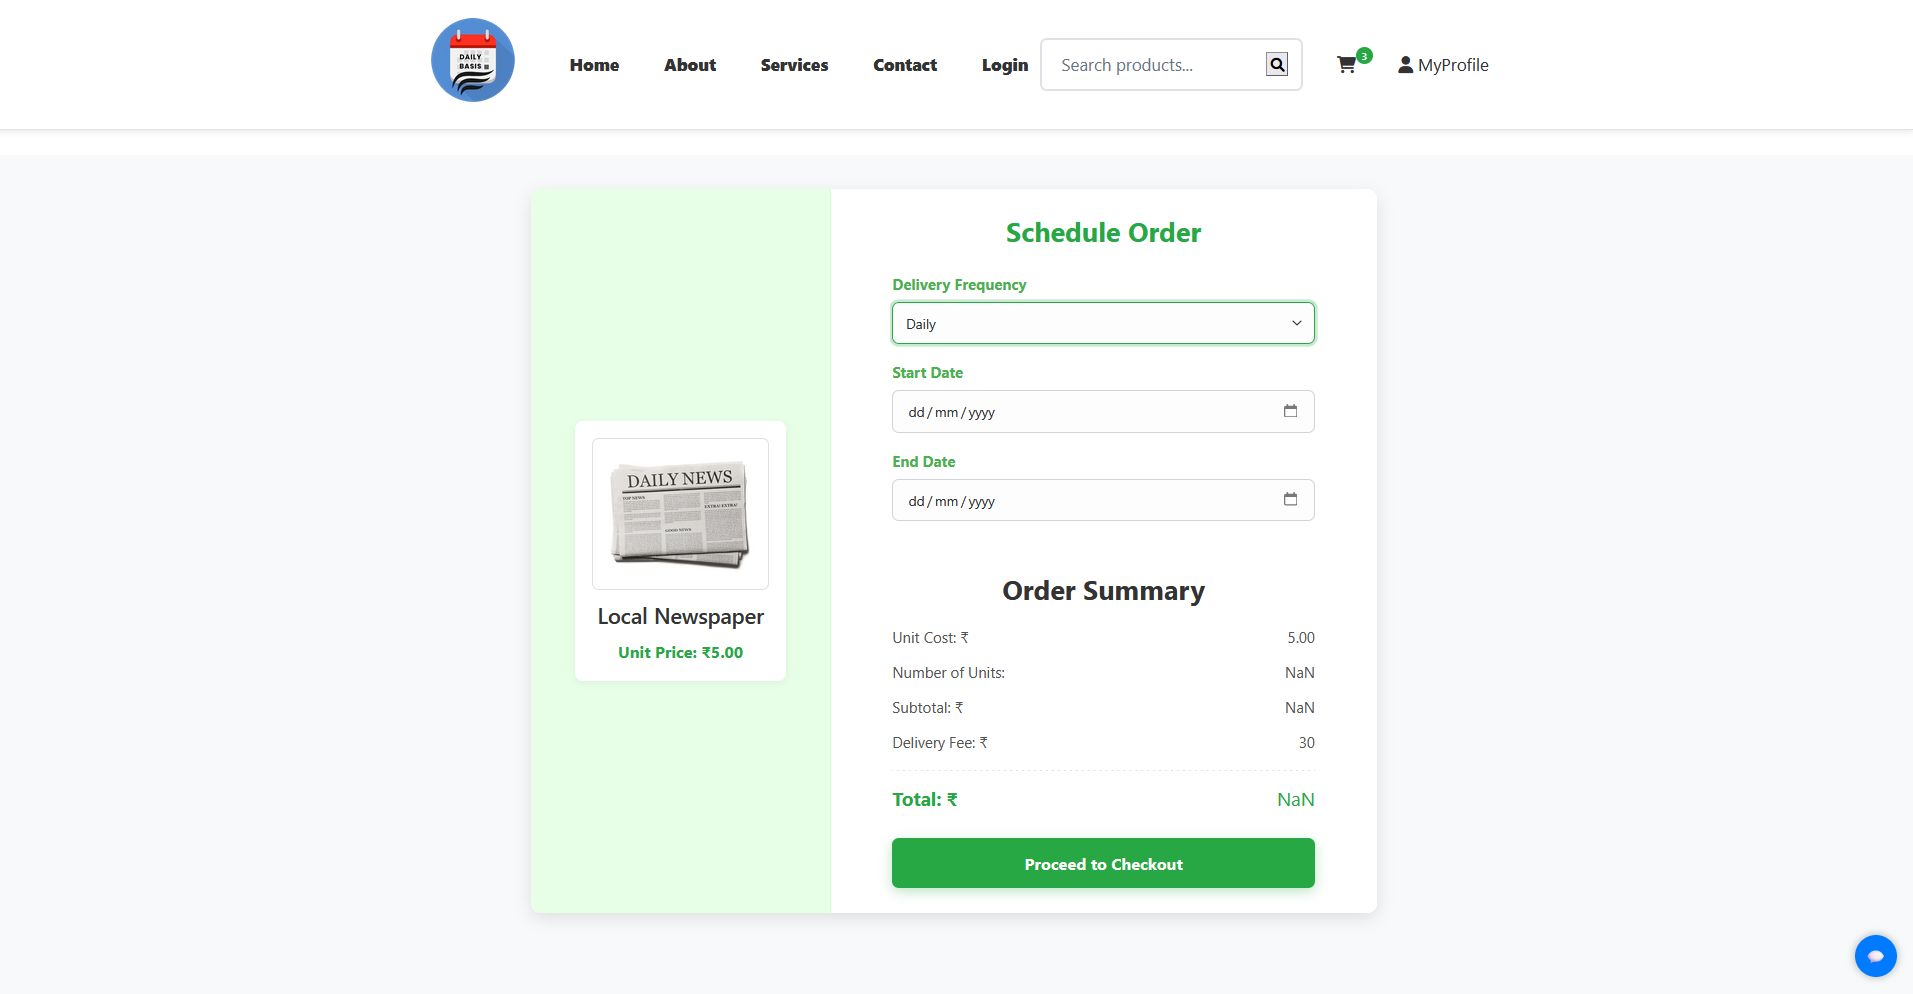 DAILY
BASIS
Home
About
Services
Contact
Login
Search products...
3
MyProfile
DAILY NEWS
TOP NEWS
EXTRA! EXTRA!
GOOD NEWS
Local Newspaper
Unit Price: ₹5.00
Schedule Order
Delivery Frequency
Daily
Start Date
dd/mm/yyyy
End Date
dd/mm/yyyy
Order Summary
Unit Cost: ₹ 5.00
Number of Units: NaN
Subtotal: ₹ NaN
Delivery Fee: ₹ 30
Total: ₹ NaN
Proceed to Checkout